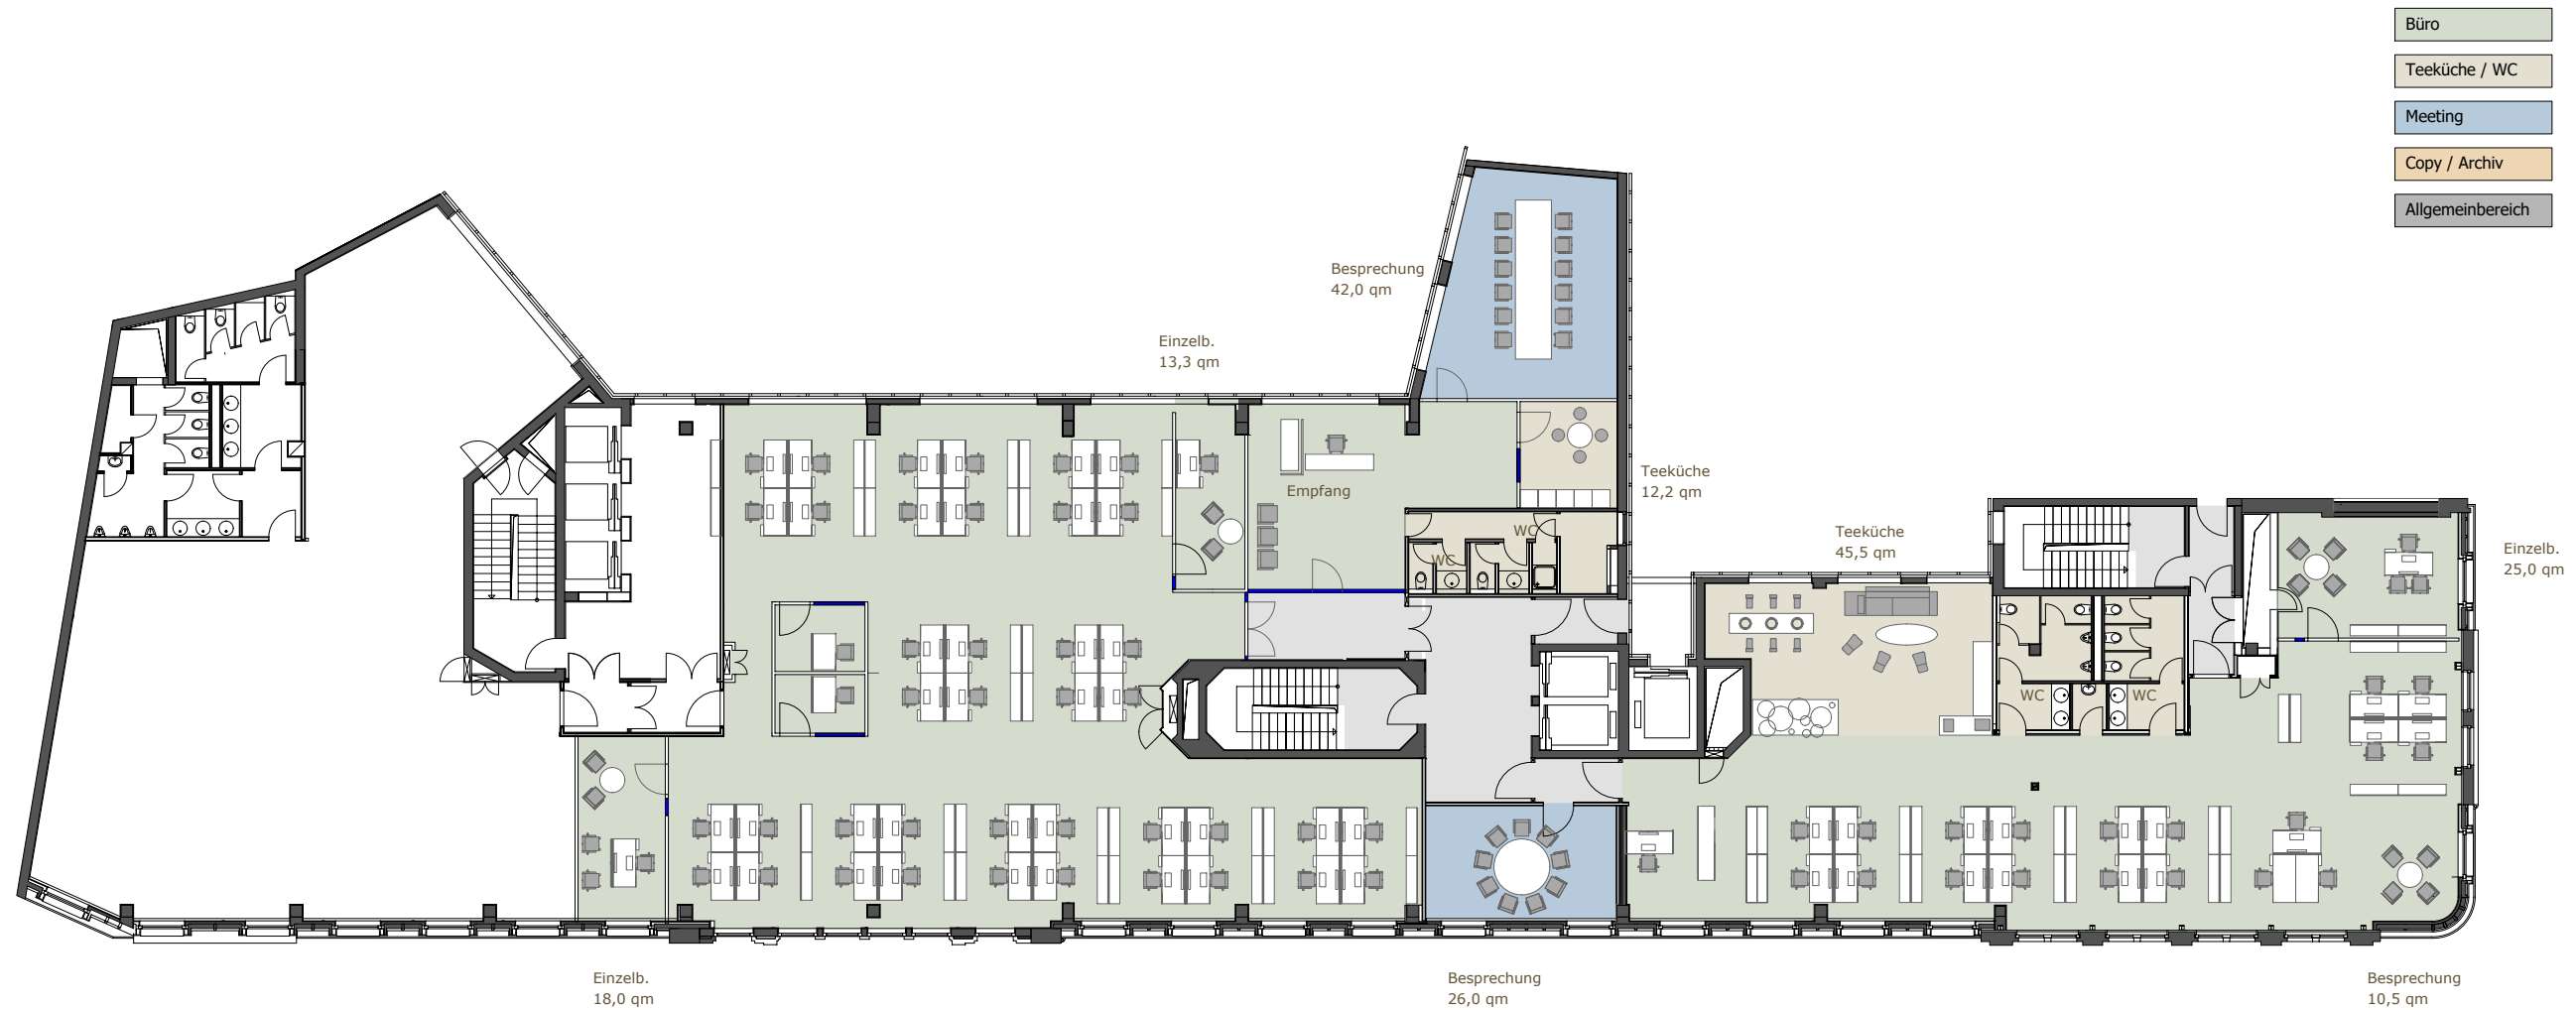 Büro
Teeküche / WC
Meeting
Copy / Archiv
Allgemeinbereich
Besprechung
42,0 qm
Einzelb.
13,3 qm
Teeküche
12,2 qm
Empfang
WC
WC
Teeküche
45,5 qm
Einzelb.
25,0 qm
WC
WC
Einzelb.
18,0 qm
Besprechung
26,0 qm
Besprechung
10,5 qm